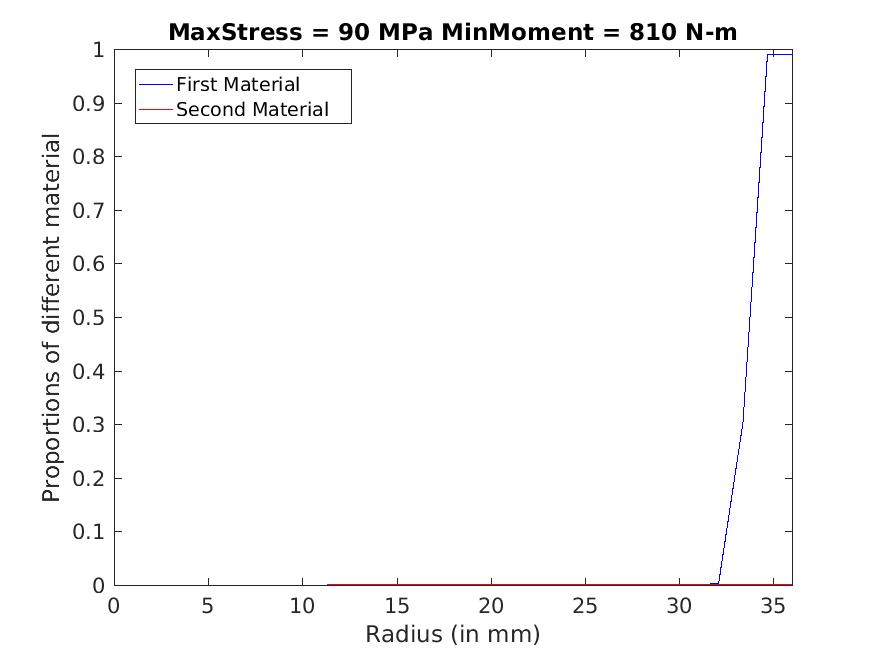 MaxStress = 90 MPa MinMoment = 810 N-m
First Material
Second Material
Proportions of different material
1
0.9
0.8
0.7
0.6
0.5
0.4
0.3
0.2
0.1
0
0 5 10 15 20 25 30 35
Radius (in mm)